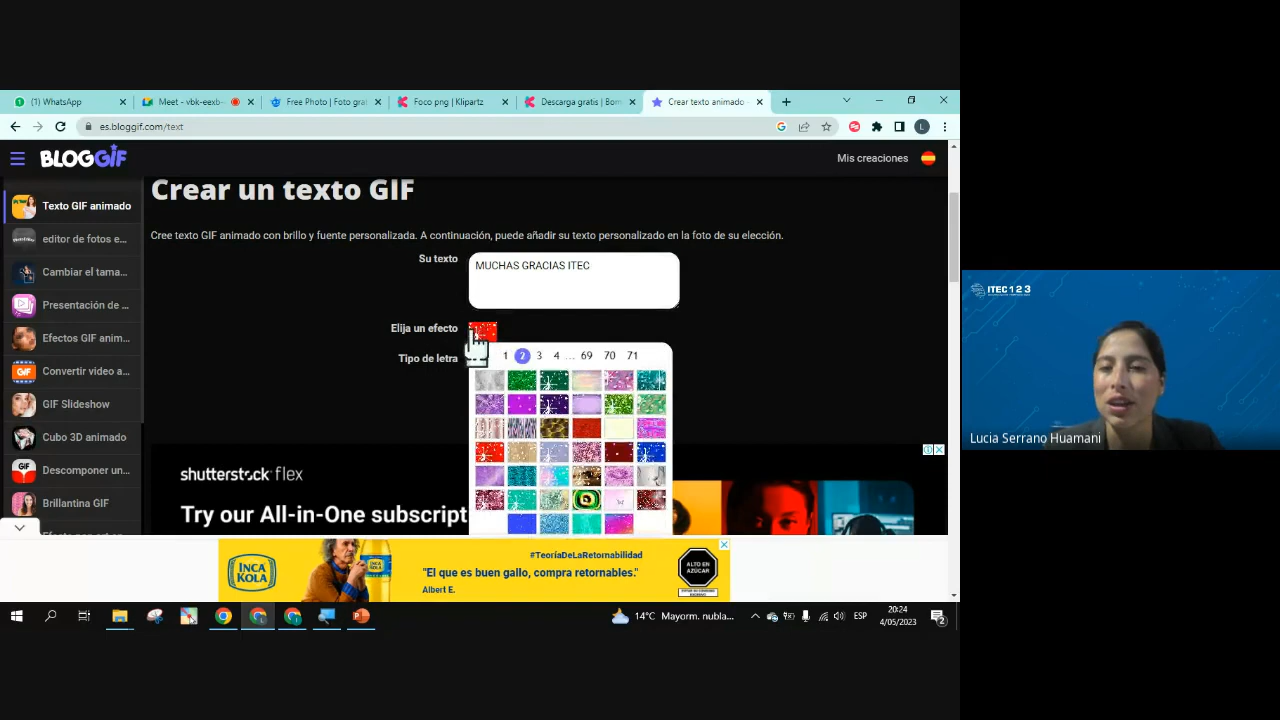 (1) WhatsApp
Meet - vbk-eexb-
Free Photo | Foto gra
Foco png | Klipartz
Descarga gratis | Bom
Crear texto animado
es.bloggif.com/text
L
BLOGGIF
Mis creaciones
Texto GIF animado
editor de fotos e...
Cambiar el tama...
Presentación de ...
Efectos GIF anim...
Convertir video a...
GIF Slideshow
Cubo 3D animado
Descomponer un...
Brillantina GIF
Crear un texto GIF
Cree texto GIF animado con brillo y fuente personalizada. A continuación, puede añadir su texto personalizado en la foto de su elección.
Su texto
MUCHAS GRACIAS ITEC
Elija un efecto
Tipo de letra
1 2 3 4 ... 69 70 71
shutterstock flex
Try our All-in-One subscript
INCA
KOLA
#TeoríaDeLaRetornabilidad
"El que es buen gallo, compra retornables."
Albert E.
ALTO EN
AZÚCAR
14°C Mayorm. nubla...
ESP
20:24
4/05/2023
2
ITEC 1 2 3
Lucia Serrano Huamani